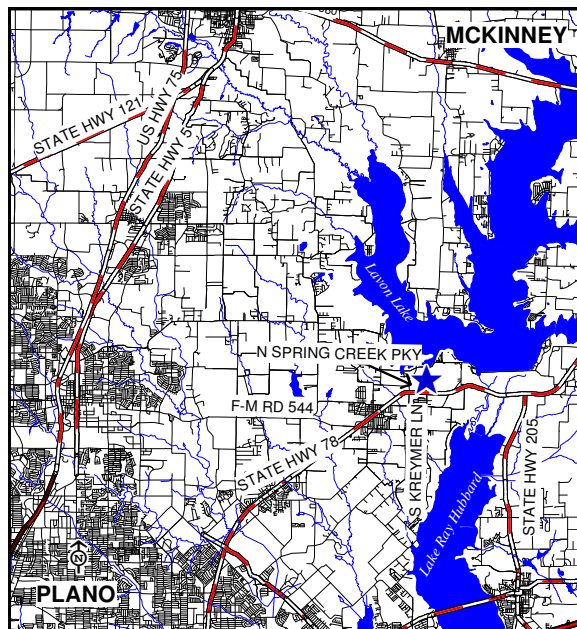 MCKINNEY
STATE HWY 121
US HWY 75
STATE HWY 5
Lavon Lake
N SPRING CREEK PKY
F-M RD 544
STATE HWY 78
S KREYMER LN
STATE HWY 205
Lake Ray Hubbard
N
PLANO